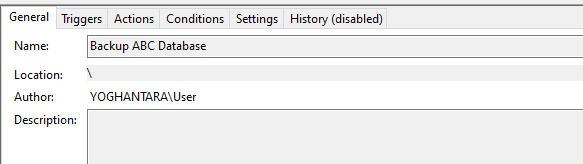 General Triggers Actions Conditions Settings History (disabled)
Name: Backup ABC Database
Location: \
Author: YOGHANTARA\User
Description: